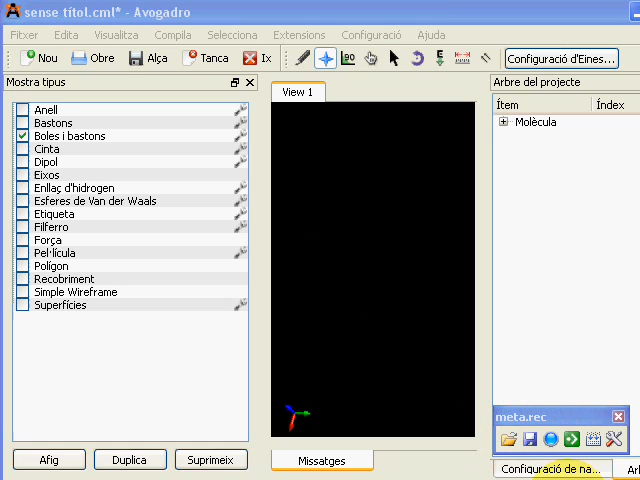 sense títol.cml* - Avogadro
Fitxer Edita Visualitza Compila Selecciona Extensions Configuració Ajuda
Nou Obre Alça Tanca Ix Configuració d'Eines...
Mostra tipus
Anell
Bastons
Boles i bastons
Cinta
Dipol
Eixos
Enllaç d'hidrogen
Esferes de Van der Waals
Etiqueta
Filferro
Força
Pel·lícula
Polígon
Recobriment
Simple Wireframe
Superfícies
Afig Duplica Suprimeix
View 1
Missatges
Arbre del projecte
Ítem Índex
Molècula
meta.rec
Configuració de na...